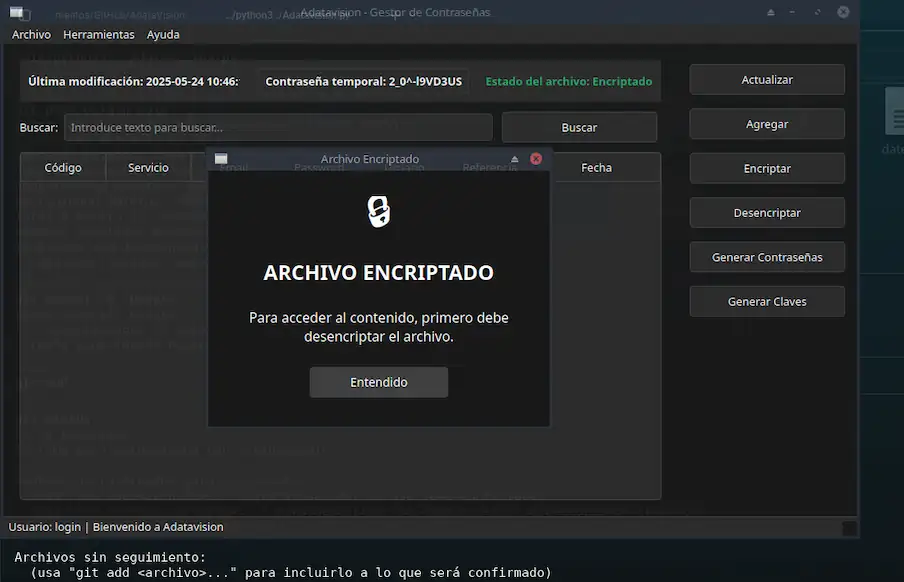 Adatavision - Gestor de Contraseñas
Archivo Herramientas Ayuda
Última modificación: 2025-05-24 10:46: Contraseña temporal: 2_0^-l9VD3US Estado del archivo: Encriptado
Actualizar
Buscar: Introduce texto para buscar... Buscar
Agregar
Código Servicio Email Password Usuario Referencia Fecha
Encriptar
Desencriptar
Generar Contraseñas
Generar Claves
Archivo Encriptado
ARCHIVO ENCRIPTADO
Para acceder al contenido, primero debe
desencriptar el archivo.
Entendido
Usuario: login | Bienvenido a Adatavision
Archivos sin seguimiento:
(usa "git add <archivo>..." para incluirlo a lo que será confirmado)